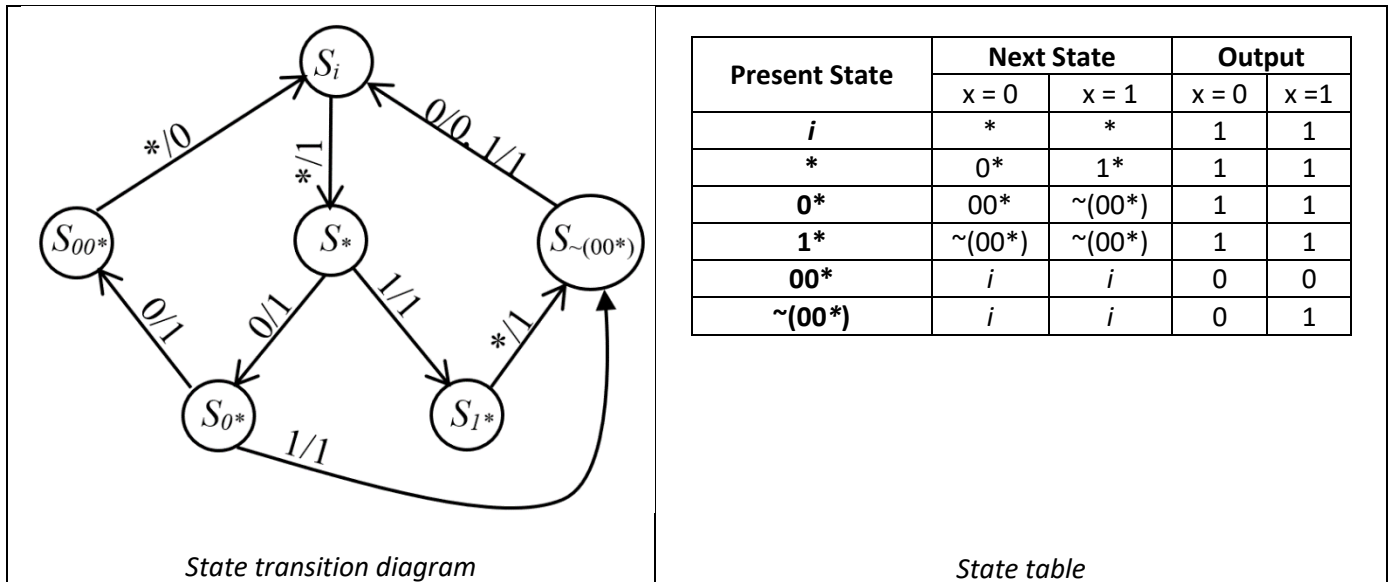 S_i
*/0
*/1
0/0, 1/1
S_00*
S_*
S_~(00*)
0/1
0/1
1/1
*/1
S_0*
S_1*
1/1
State transition diagram
Present State Next State Output
x = 0 x = 1 x = 0 x =1
i * * 1 1
* 0* 1* 1 1
0* 00* ~(00*) 1 1
1* ~(00*) ~(00*) 1 1
00* i i 0 0
~(00*) i i 0 1
State table